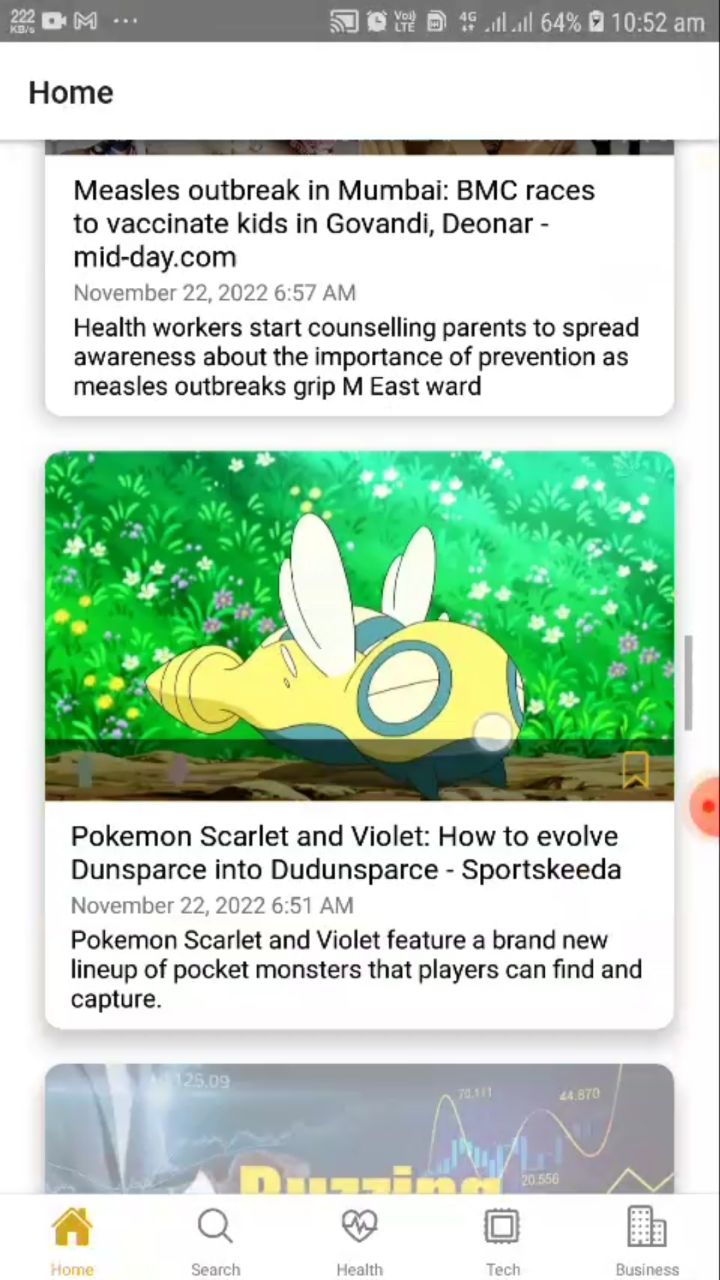 222
KB/s
Vo))
LTE
4G
64%
10:52 am
Home
Measles outbreak in Mumbai: BMC races
to vaccinate kids in Govandi, Deonar -
mid-day.com
November 22, 2022 6:57 AM
Health workers start counselling parents to spread
awareness about the importance of prevention as
measles outbreaks grip M East ward
Pokemon Scarlet and Violet: How to evolve
Dunsparce into Dudunsparce - Sportskeeda
November 22, 2022 6:51 AM
Pokemon Scarlet and Violet feature a brand new
lineup of pocket monsters that players can find and
capture.
125.09
44.870
20.556
Buzzing
Home
Search
Health
Tech
Business